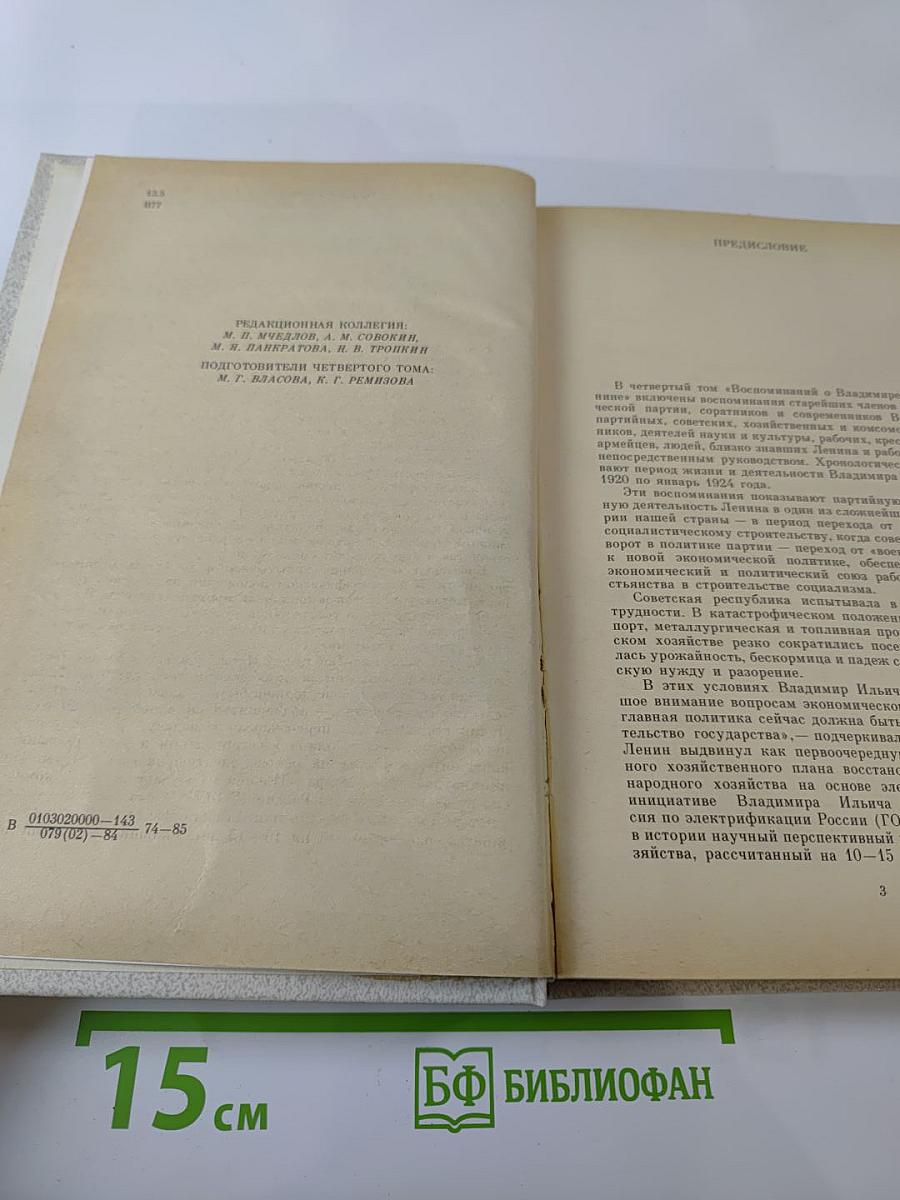 13.5
В77
РЕДАКЦИОННАЯ КОЛЛЕГИЯ:
М. П. МЧЕДЛОВ, А. М. СОВОКИН,
М. Я. ПАНКРАТОВА, Н. В. ТРОПКИН
ПОДГОТОВИТЕЛИ ЧЕТВЕРТОГО ТОМА:
М. Г. ВЛАСОВА, К. Г. РЕМИЗОВА
В 0103020000—143
079(02)—84 74—85
ПРЕДИСЛОВИЕ
В четвертый том «Воспоминаний о Владимире
нине» включены воспоминания старейших членов
ческой партии, соратников и современников В
партийных, советских, хозяйственных и комсомо
ников, деятелей науки и культуры, рабочих, крес
армейцев, людей, близко знавших Ленина и рабо
непосредственным руководством. Хронологичес
вают период жизни и деятельности Владимира
1920 по январь 1924 года.
Эти воспоминания показывают партийную
ную деятельность Ленина в один из сложнейш
рии нашей страны — в период перехода от
социалистическому строительству, когда сове
ворот в политике партии — переход от «воен
к новой экономической политике, обеспе
экономический и политический союз рабо
стьянства в строительстве социализма.
Советская республика испытывала в
трудности. В катастрофическом положен
порт, металлургическая и топливная про
ском хозяйстве резко сократились посе
лась урожайность, бескормица и падеж с
скую нужду и разорение.
В этих условиях Владимир Ильич
шое внимание вопросам экономическо
главная политика сейчас должна быть
тельство государства»,— подчеркивал
Ленин выдвинул как первоочередну
ного хозяйственного плана восстано
народного хозяйства на основе эле
инициативе Владимира Ильича
сия по электрификации России (ГО
в истории научный перспективный
зяйства, рассчитанный на 10—15
3
15 см
БФ БИБЛИОФАН